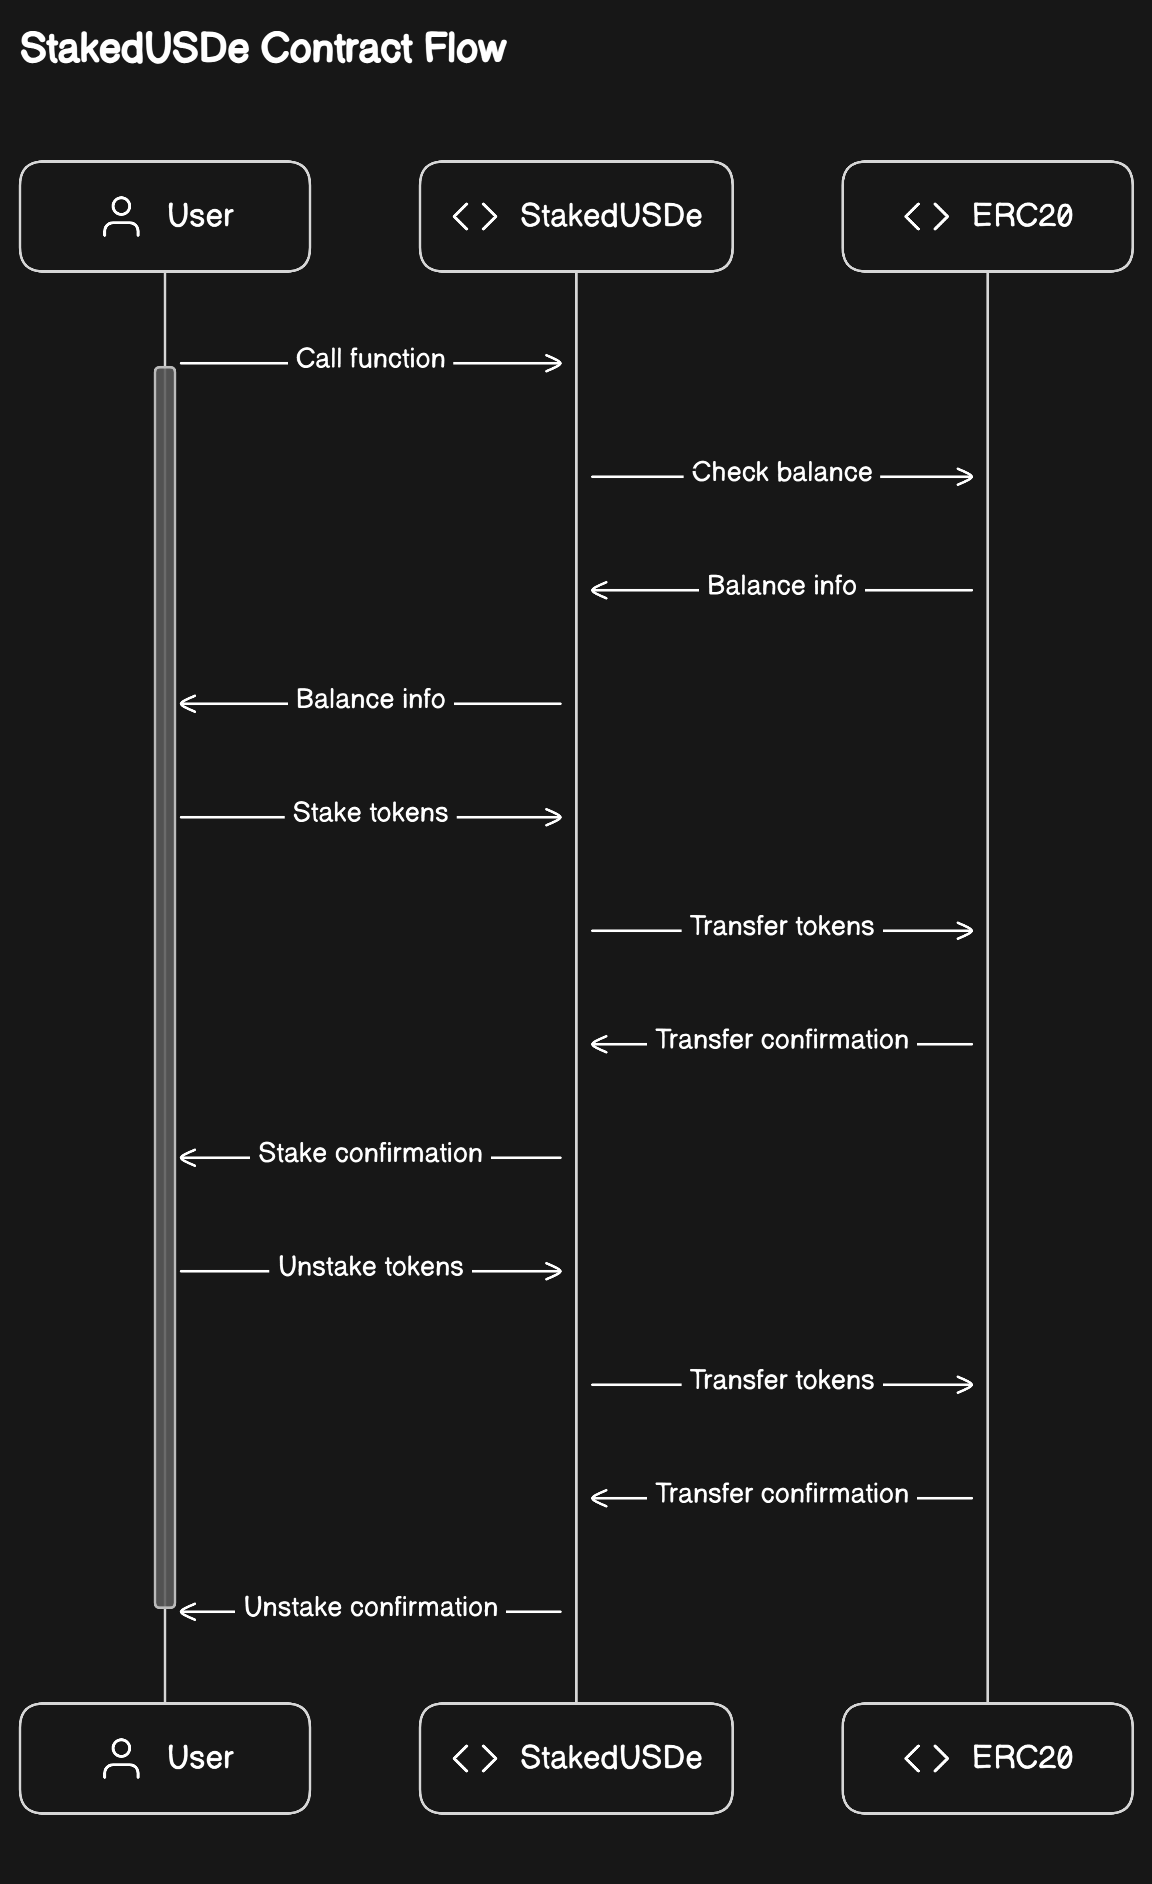 StakedUSDe Contract Flow
User
StakedUSDe
ERC20
Call function
Check balance
Balance info
Balance info
Stake tokens
Transfer tokens
Transfer confirmation
Stake confirmation
Unstake tokens
Transfer tokens
Transfer confirmation
Unstake confirmation
User
StakedUSDe
ERC20